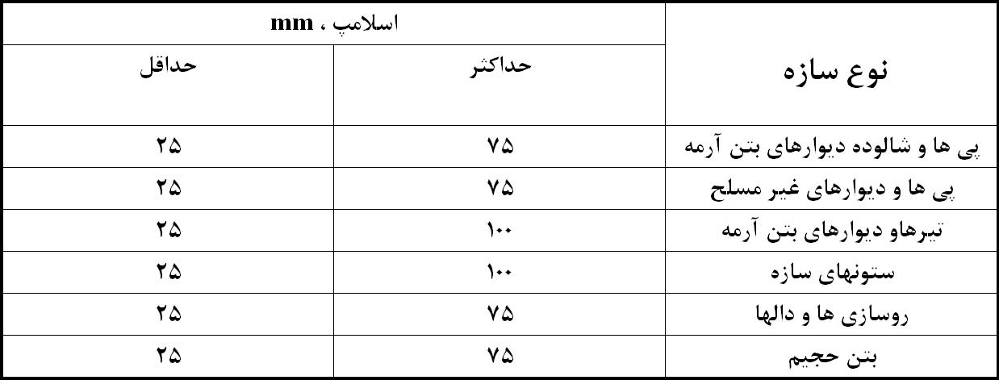 نوع سازه
اسلامپ ، mm
حداکثر
حداقل
پی ها و شالوده دیوارهای بتن آرمه
۷۵
۲۵
پی ها و دیوارهای غیر مسلح
۷۵
۲۵
تیرهاو دیوارهای بتن آرمه
۱۰۰
۲۵
ستونهای سازه
۱۰۰
۲۵
روسازی ها و دالها
۷۵
۲۵
بتن حجیم
۷۵
۲۵